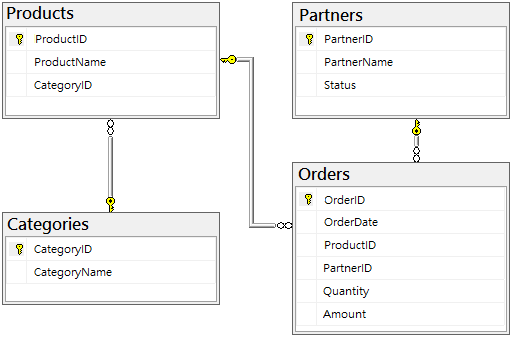 Products
ProductID
ProductName
CategoryID
Partners
PartnerID
PartnerName
Status
Categories
CategoryID
CategoryName
Orders
OrderID
OrderDate
ProductID
PartnerID
Quantity
Amount